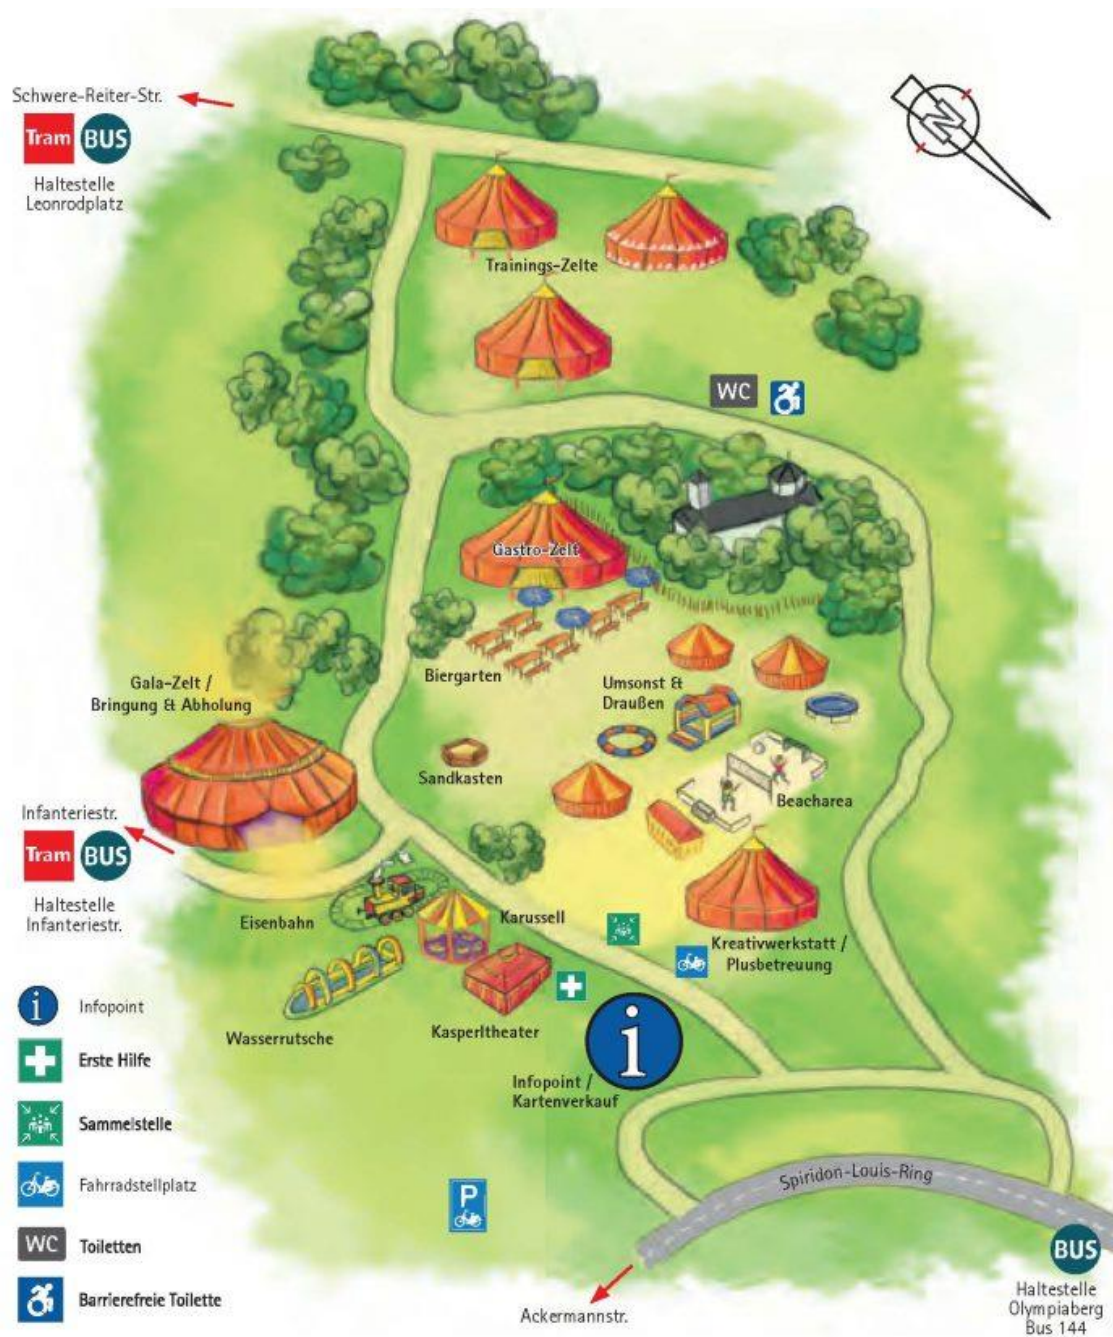 Schwere-Reiter-Str.
Tram BUS
Haltestelle
Leonrodplatz
N
Trainings-Zelte
WC
Gastro-Zelt
Biergarten
Umsonst &
Draußen
Gala-Zelt /
Bringung & Abholung
Sandkasten
Beacharea
Infanteriestr.
Tram BUS
Haltestelle
Infanteriestr.
Eisenbahn
Karussell
Kreativwerkstatt /
Plusbetreuung
Wasserrutsche
Kasperltheater
i
Infopoint /
Kartenverkauf
i Infopoint
Erste Hilfe
Sammelstelle
Fahrradstellplatz
WC Toiletten
Barrierefreie Toilette
P
Spiridon-Louis-Ring
BUS
Haltestelle
Olympiaberg
Bus 144
Ackermannstr.